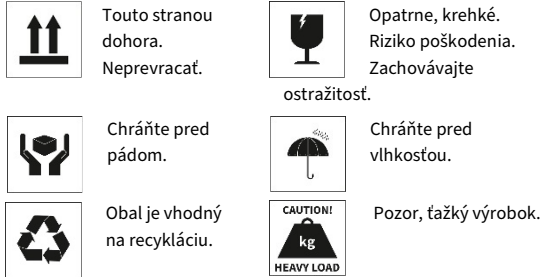 Touto stranou
dohora.
Neprevracať.
Opatrne, krehké.
Riziko poškodenia.
Zachovávajte
ostražitosť.
Chráňte pred
pádom.
Chráňte pred
vlhkosťou.
Obal je vhodný
na recykláciu.
CAUTION!
kg
HEAVY LOAD
Pozor, ťažký výrobok.